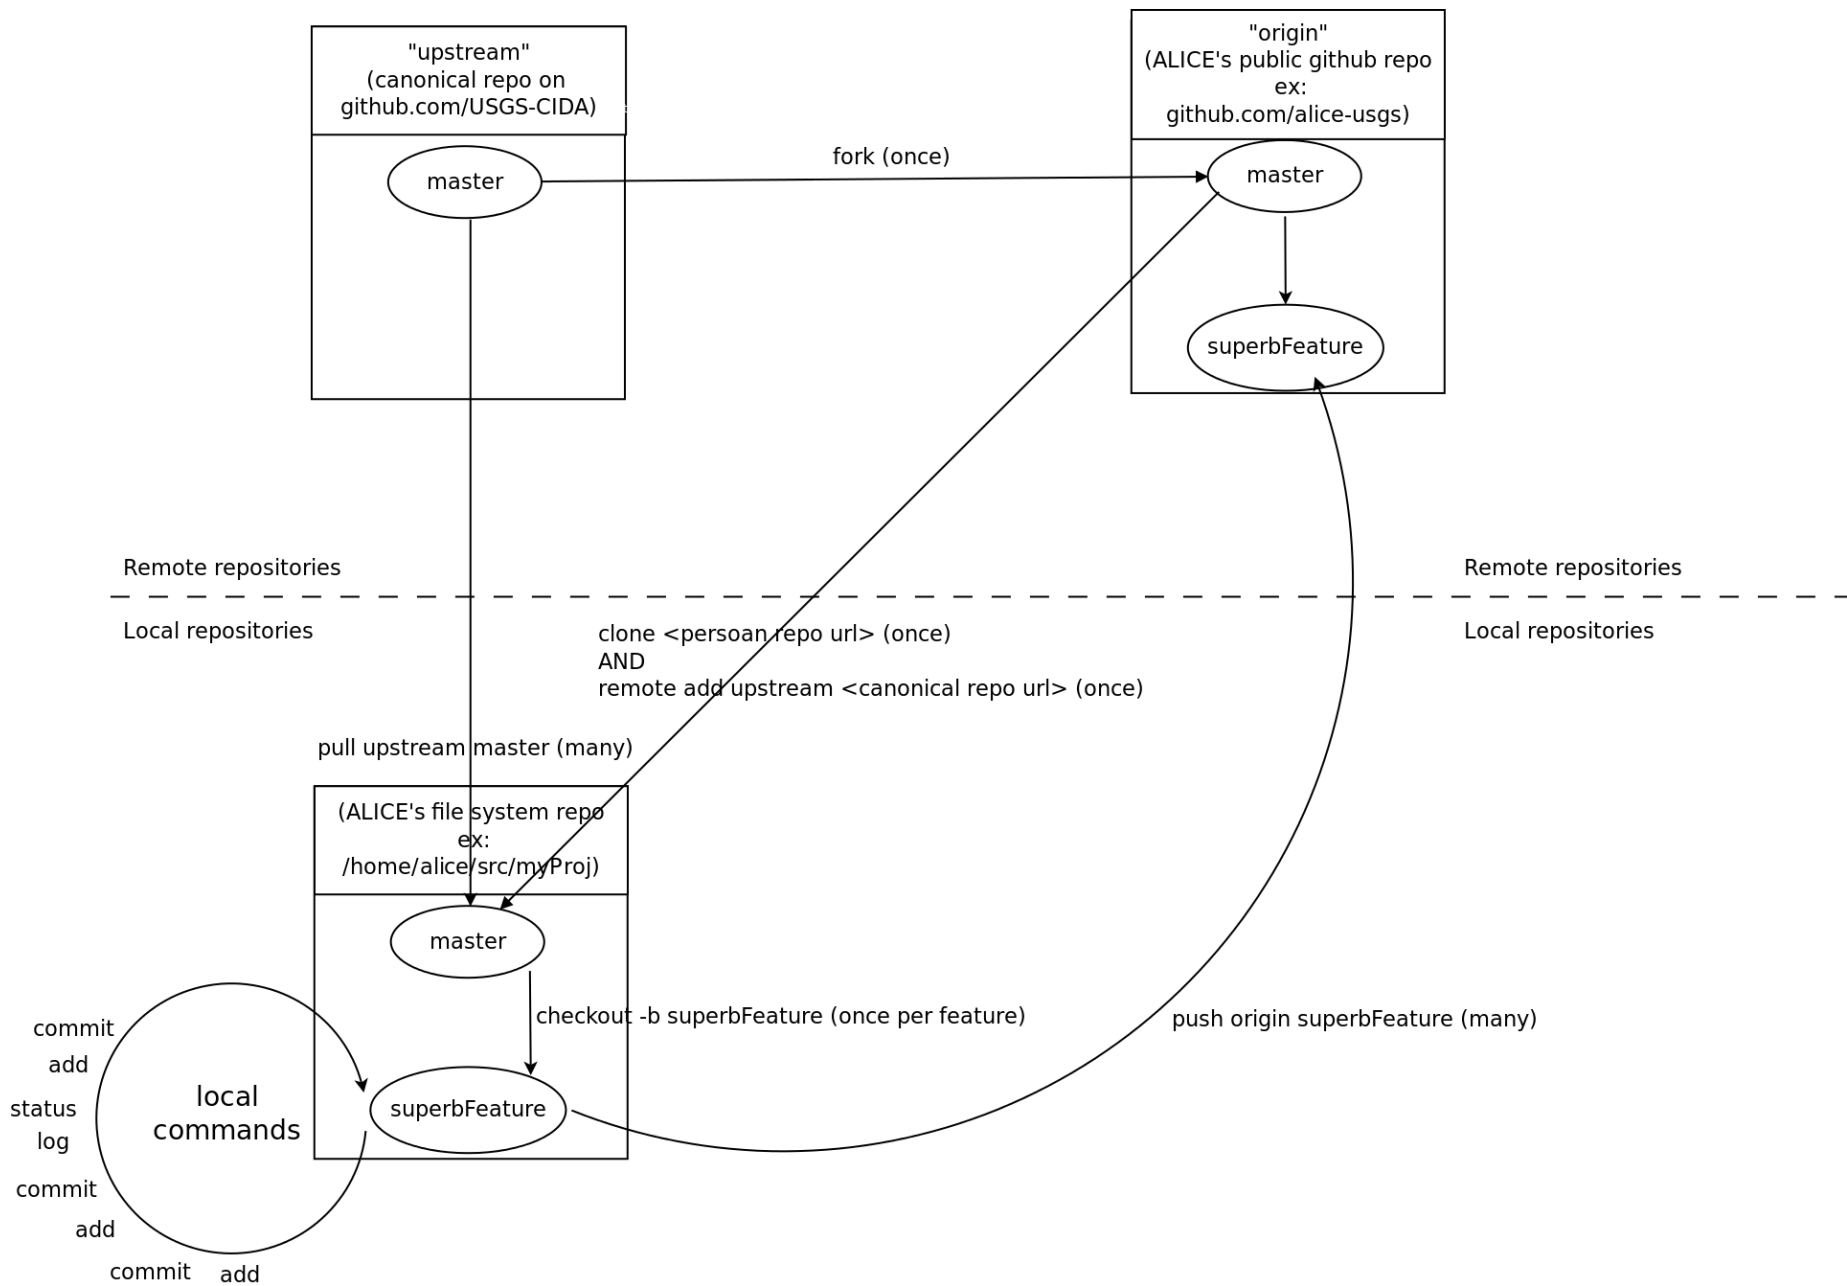 "upstream"
(canonical repo on
github.com/USGS-CIDA)
"origin"
(ALICE's public github repo
ex:
github.com/alice-usgs)
master
fork (once)
master
superbFeature
Remote repositories
Remote repositories
Local repositories
Local repositories
clone <persoan repo url> (once)
AND
remote add upstream <canonical repo url> (once)
pull upstream master (many)
(ALICE's file system repo
ex:
/home/alice/src/myProj)
master
checkout -b superbFeature (once per feature)
push origin superbFeature (many)
superbFeature
local
commands
commit
add
status
log
commit
add
commit
add